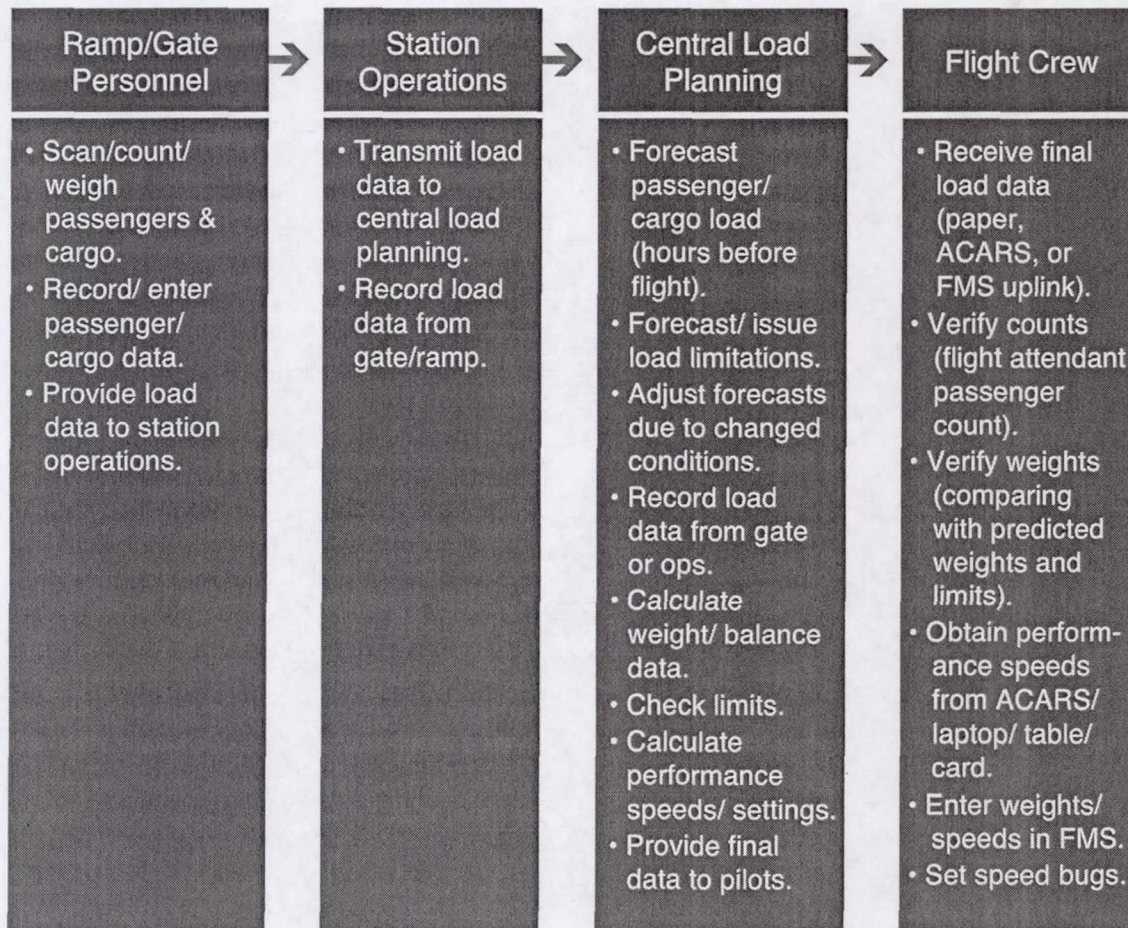 Ramp/Gate
Personnel
Station
Operations
Central Load
Planning
Flight Crew
• Scan/count/
weigh
passengers &
cargo.
• Record/ enter
passenger/
cargo data.
• Provide load
data to station
operations.
• Transmit load
data to
central load
planning.
• Record load
data from
gate/ramp.
• Forecast
passenger/
cargo load
(hours before
flight).
• Forecast/ issue
load limitations.
• Adjust forecasts
due to changed
conditions.
• Record load
data from gate
or ops.
• Calculate
weight/ balance
data.
• Check limits.
• Calculate
performance
speeds/ settings.
• Provide final
data to pilots.
• Receive final
load data
(paper,
ACARS, or
FMS uplink).
• Verify counts
(flight attendant
passenger
count).
• Verify weights
(comparing
with predicted
weights and
limits).
• Obtain perform-
ance speeds
from ACARS/
laptop/ table/
card.
• Enter weights/
speeds in FMS.
• Set speed bugs.